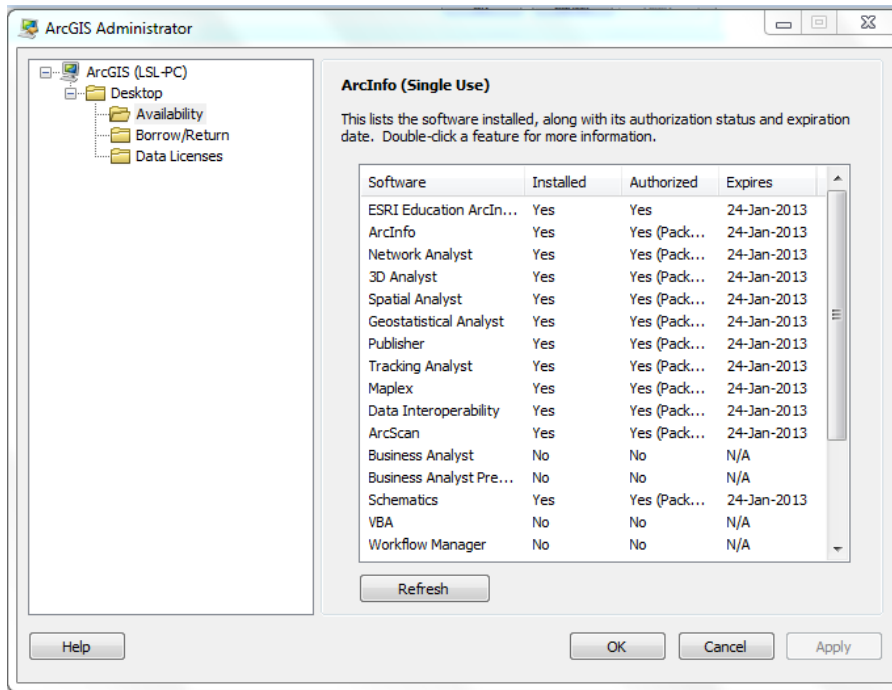 ArcGIS Administrator
ArcGIS (LSL-PC)
Desktop
Availability
Borrow/Return
Data Licenses
ArcInfo (Single Use)
This lists the software installed, along with its authorization status and expiration
date. Double-click a feature for more information.
Software Installed Authorized Expires
ESRI Education ArcIn... Yes Yes 24-Jan-2013
ArcInfo Yes Yes (Pack... 24-Jan-2013
Network Analyst Yes Yes (Pack... 24-Jan-2013
3D Analyst Yes Yes (Pack... 24-Jan-2013
Spatial Analyst Yes Yes (Pack... 24-Jan-2013
Geostatistical Analyst Yes Yes (Pack... 24-Jan-2013
Publisher Yes Yes (Pack... 24-Jan-2013
Tracking Analyst Yes Yes (Pack... 24-Jan-2013
Maplex Yes Yes (Pack... 24-Jan-2013
Data Interoperability Yes Yes (Pack... 24-Jan-2013
ArcScan Yes Yes (Pack... 24-Jan-2013
Business Analyst No No N/A
Business Analyst Pre... No No N/A
Schematics Yes Yes (Pack... 24-Jan-2013
VBA No No N/A
Workflow Manager No No N/A
Refresh
Help OK Cancel Apply